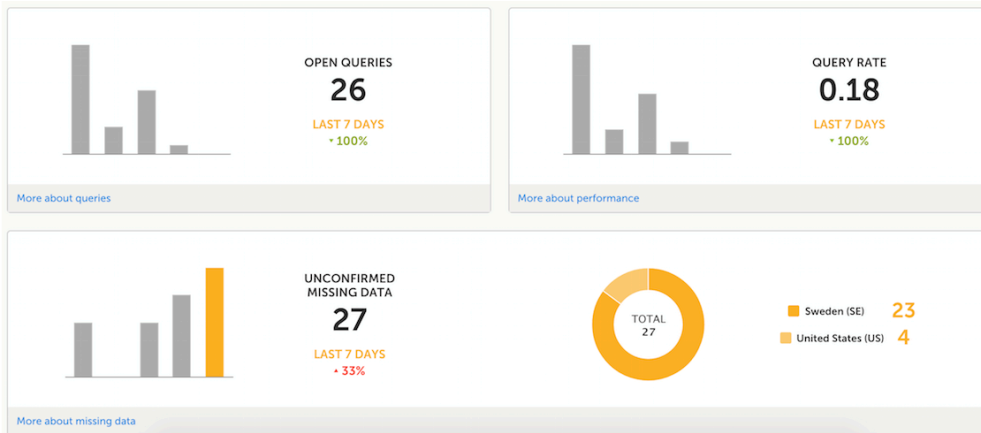 OPEN QUERIES
26
LAST 7 DAYS
100%
More about queries
QUERY RATE
0.18
LAST 7 DAYS
100%
More about performance
UNCONFIRMED
MISSING DATA
27
LAST 7 DAYS
33%
TOTAL
27
Sweden (SE) 23
United States (US) 4
More about missing data